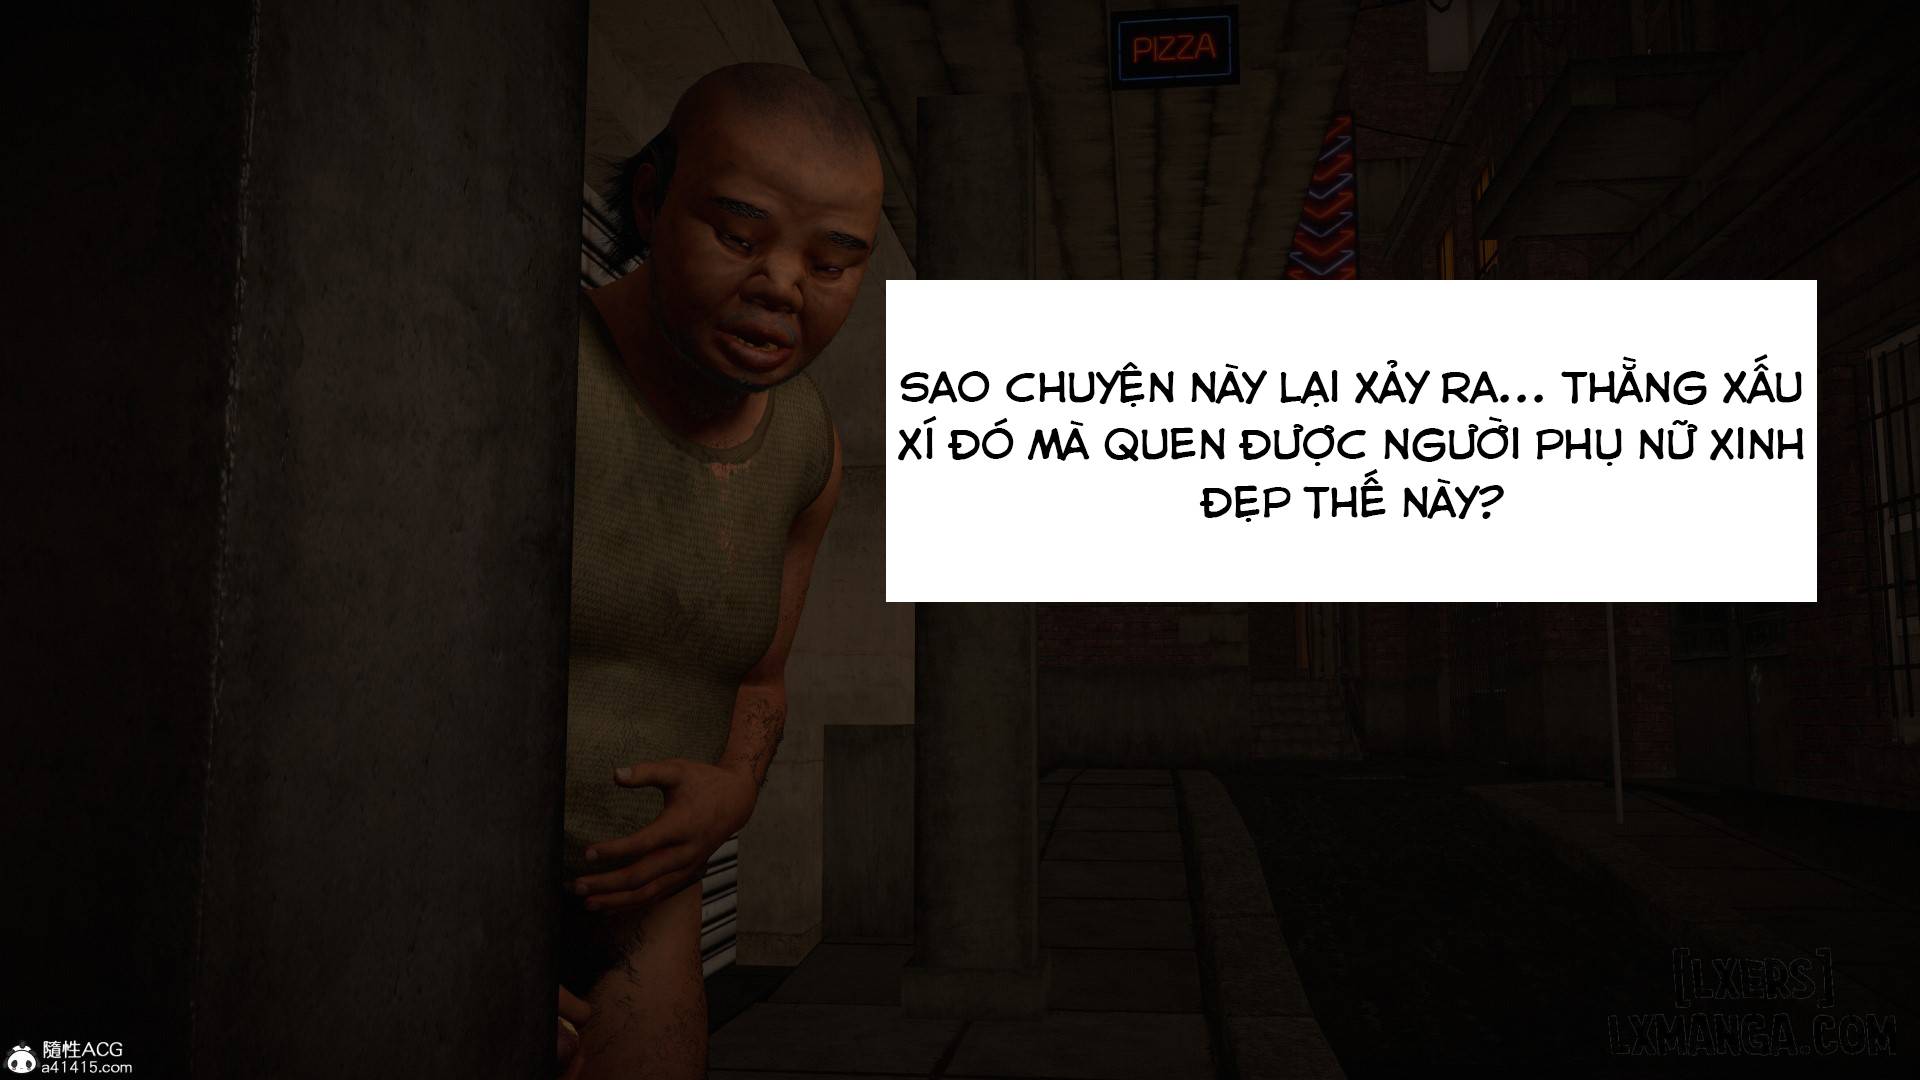 PIZZA
SAO CHUYỆN NÀY LẠI XẢY RA... THẰNG XẤU
XÍ ĐÓ MÀ QUEN ĐƯỢC NGƯỜI PHỤ NỮ XINH
ĐẸP THẾ NÀY?
[LXERS]
LXMANGA.COM
隨性ACG
a41415.com